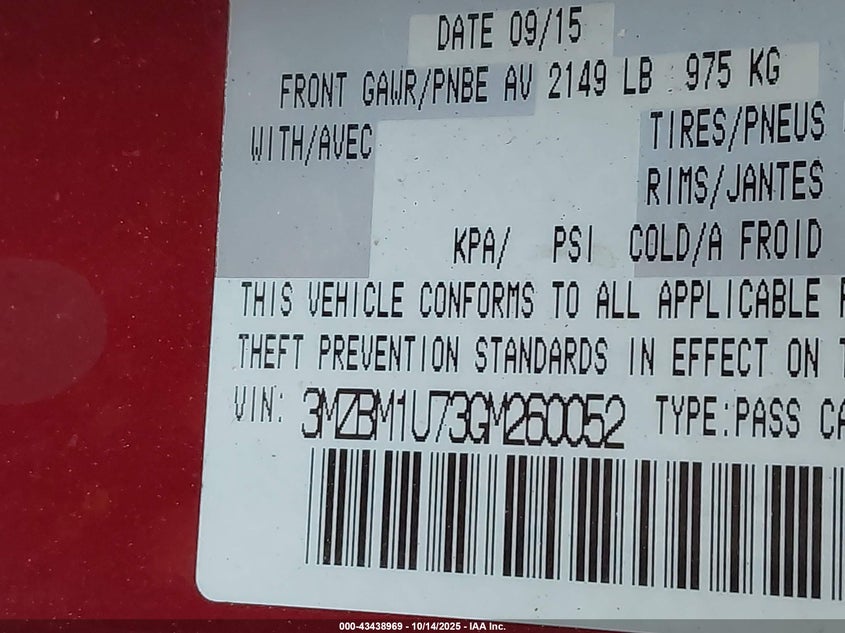 DATE 09/15
FRONT GAWR/PNBE AV 2149 LB 975 KG
WITH/AVEC TIRES/PNEUS
RIMS/JANTES
KPA/ PSI COLD/A FROID
THIS VEHICLE CONFORMS TO ALL APPLICABLE
THEFT PREVENTION STANDARDS IN EFFECT ON
VIN: 3MZBM1U73GM260052 TYPE:PASS
000-43438969 - 10/14/2025 - IAA Inc.